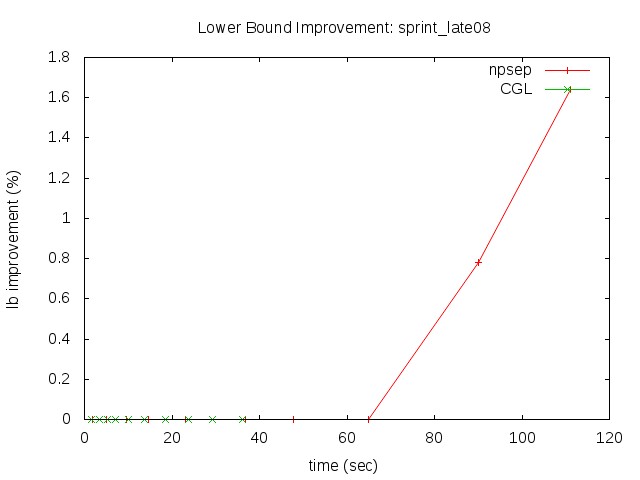 Lower Bound Improvement: sprint_late08
npsep
CGL
1.8
1.6
1.4
1.2
1
0.8
0.6
0.4
0.2
0
lb improvement (%)
0 20 40 60 80 100 120
time (sec)